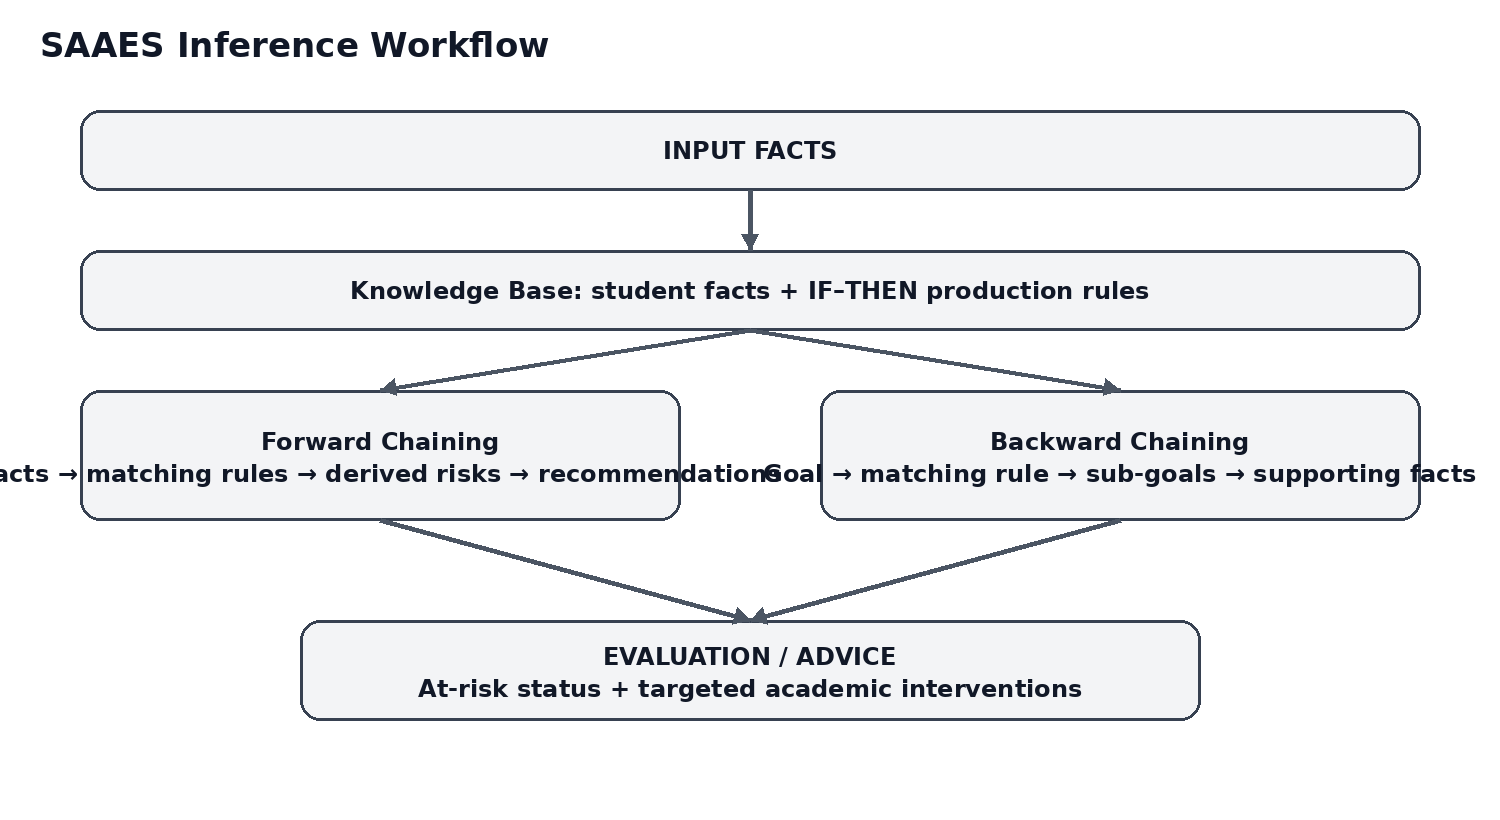 SAAES Inference Workflow
INPUT FACTS
Knowledge Base: student facts + IF–THEN production rules
Forward Chaining
acts → matching rules → derived risks → recommendations
Backward Chaining
Goal → matching rule → sub-goals → supporting facts
EVALUATION / ADVICE
At-risk status + targeted academic interventions